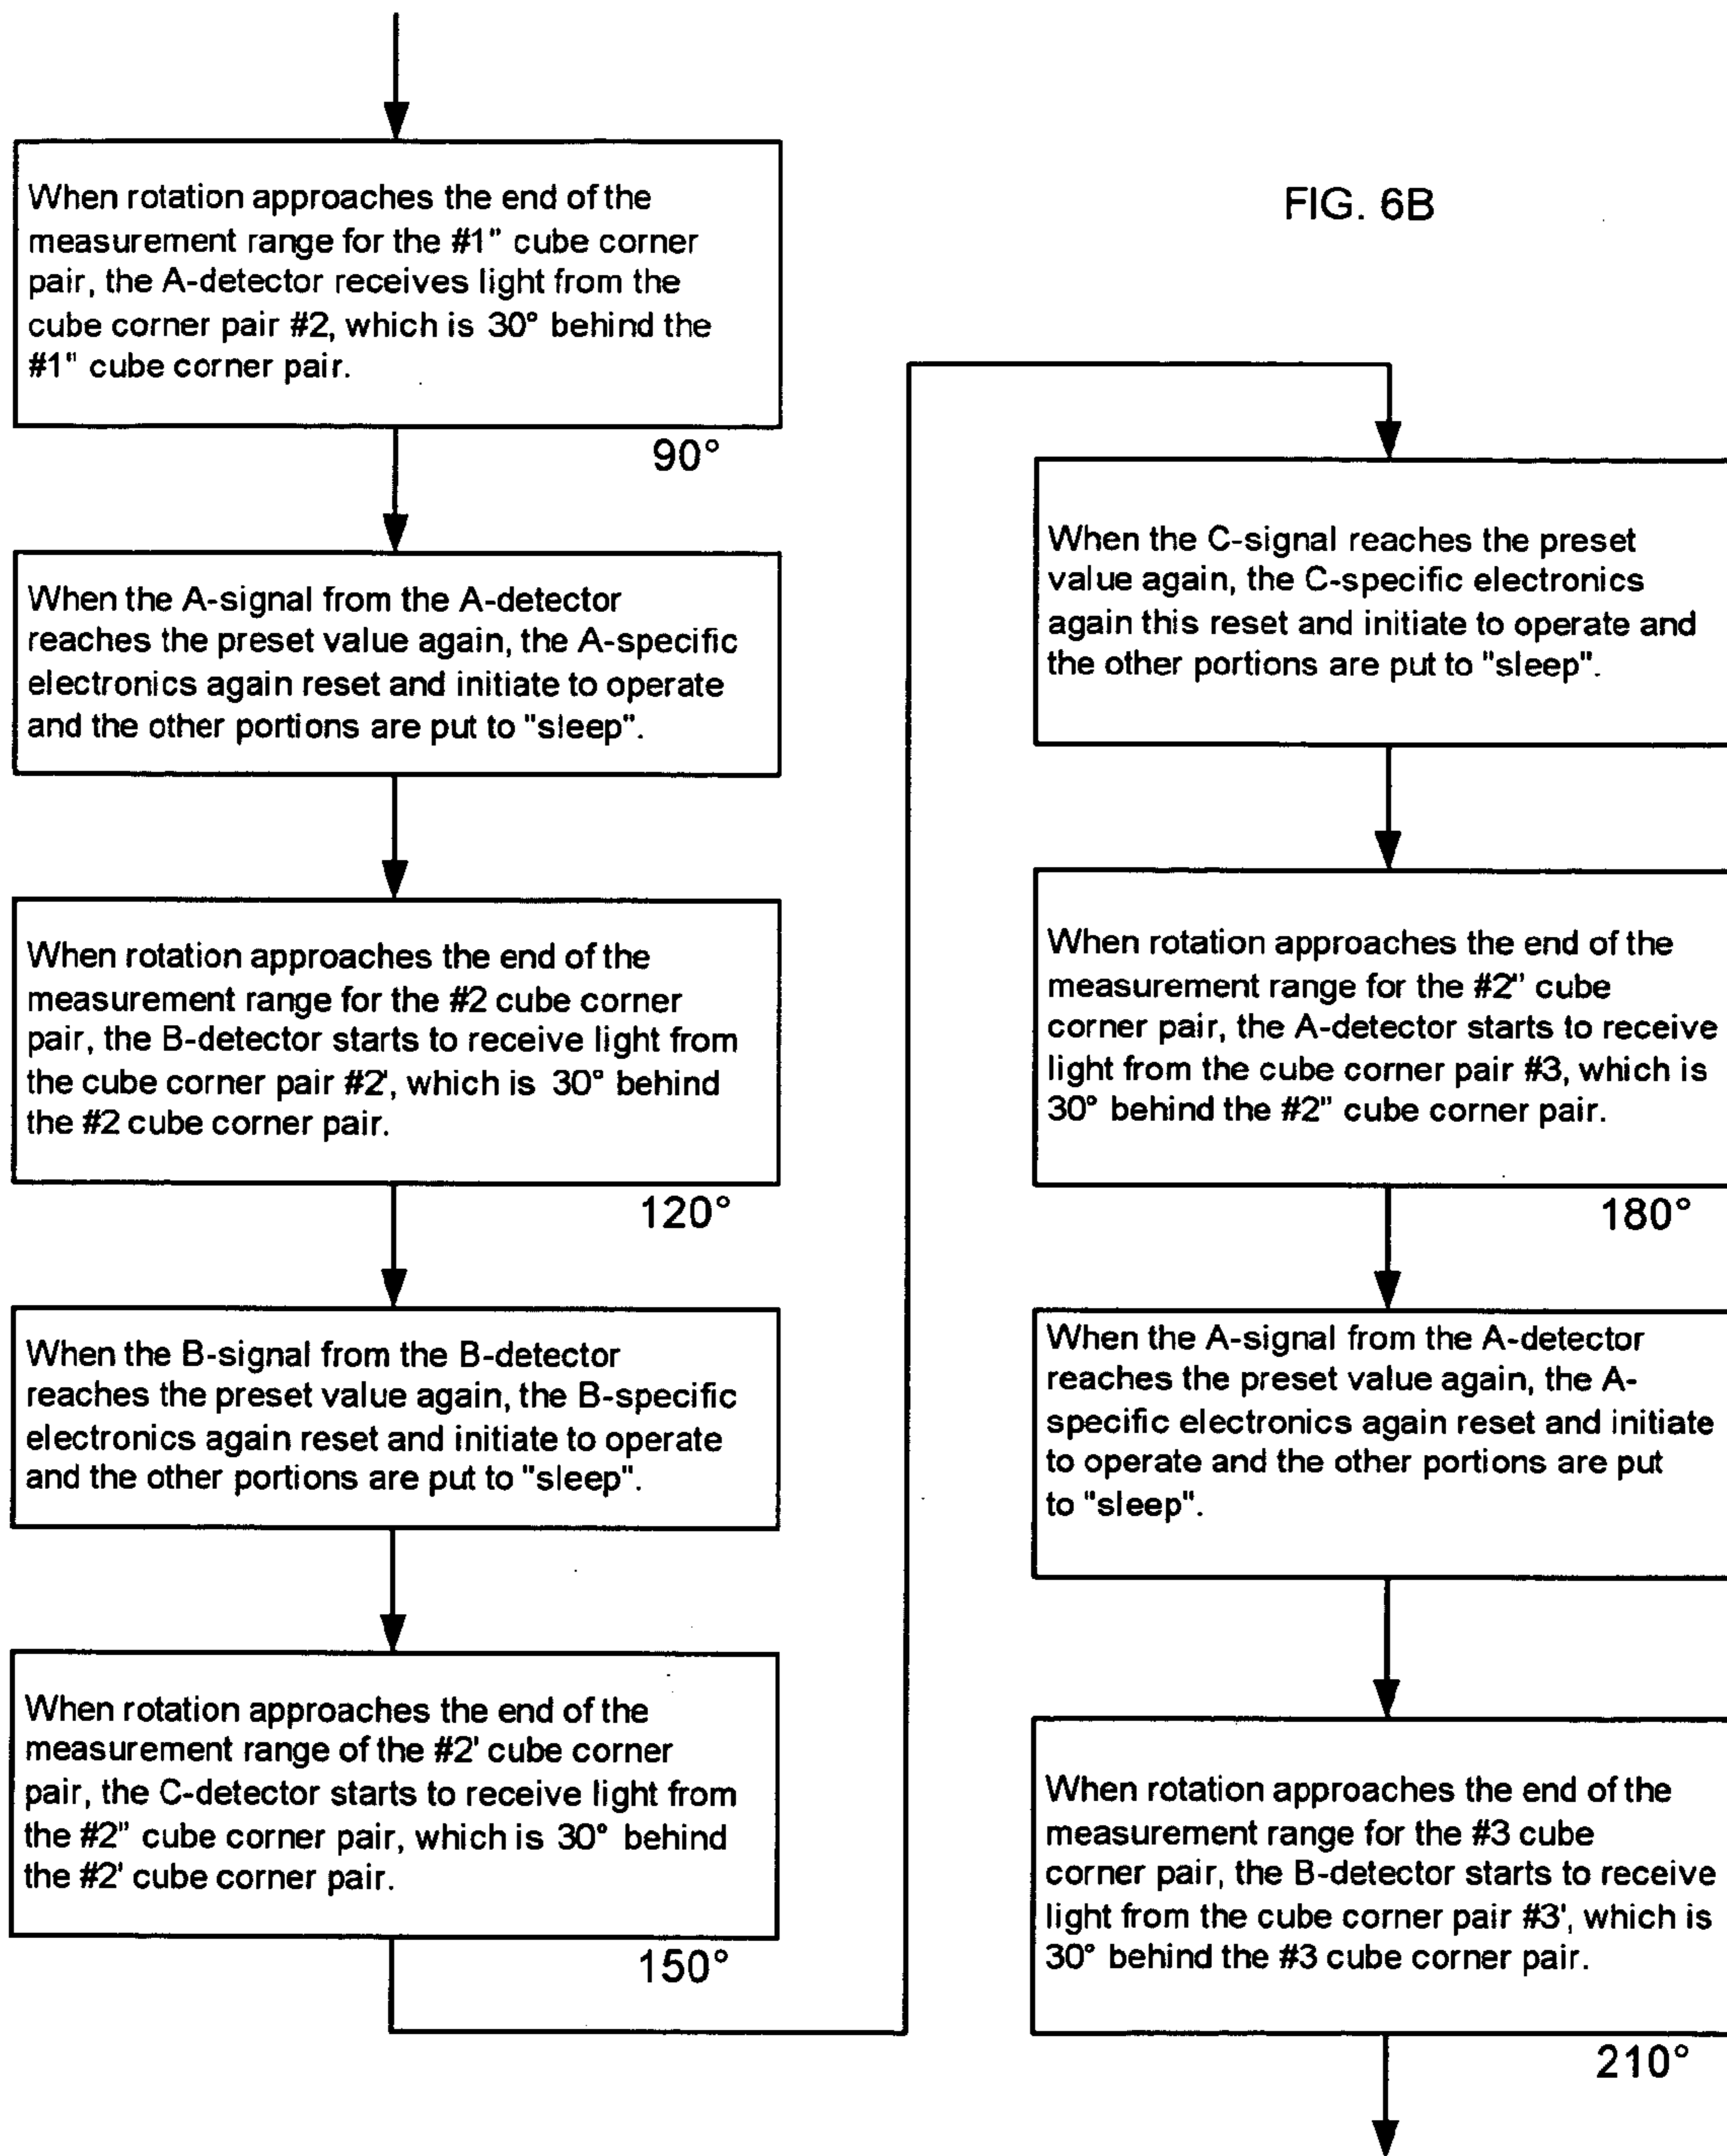 When rotation approaches the end of the
measurement range for the #1" cube corner
pair, the A-detector receives light from the
cube corner pair #2, which is 30° behind the
#1" cube corner pair.
90°
When the A-signal from the A-detector
reaches the preset value again, the A-specific
electronics again reset and initiate to operate
and the other portions are put to "sleep".
When rotation approaches the end of the
measurement range for the #2 cube corner
pair, the B-detector starts to receive light from
the cube corner pair #2', which is 30° behind
the #2 cube corner pair.
120°
When the B-signal from the B-detector
reaches the preset value again, the B-specific
electronics again reset and initiate to operate
and the other portions are put to "sleep".
When rotation approaches the end of the
measurement range of the #2' cube corner
pair, the C-detector starts to receive light from
the #2" cube corner pair, which is 30° behind
the #2' cube corner pair.
150°
FIG. 6B
When the C-signal reaches the preset
value again, the C-specific electronics
again this reset and initiate to operate and
the other portions are put to "sleep".
When rotation approaches the end of the
measurement range for the #2" cube
corner pair, the A-detector starts to receive
light from the cube corner pair #3, which is
30° behind the #2" cube corner pair.
180°
When the A-signal from the A-detector
reaches the preset value again, the A-
specific electronics again reset and initiate
to operate and the other portions are put
to "sleep".
When rotation approaches the end of the
measurement range for the #3 cube
corner pair, the B-detector starts to receive
light from the cube corner pair #3', which is
30° behind the #3 cube corner pair.
210°